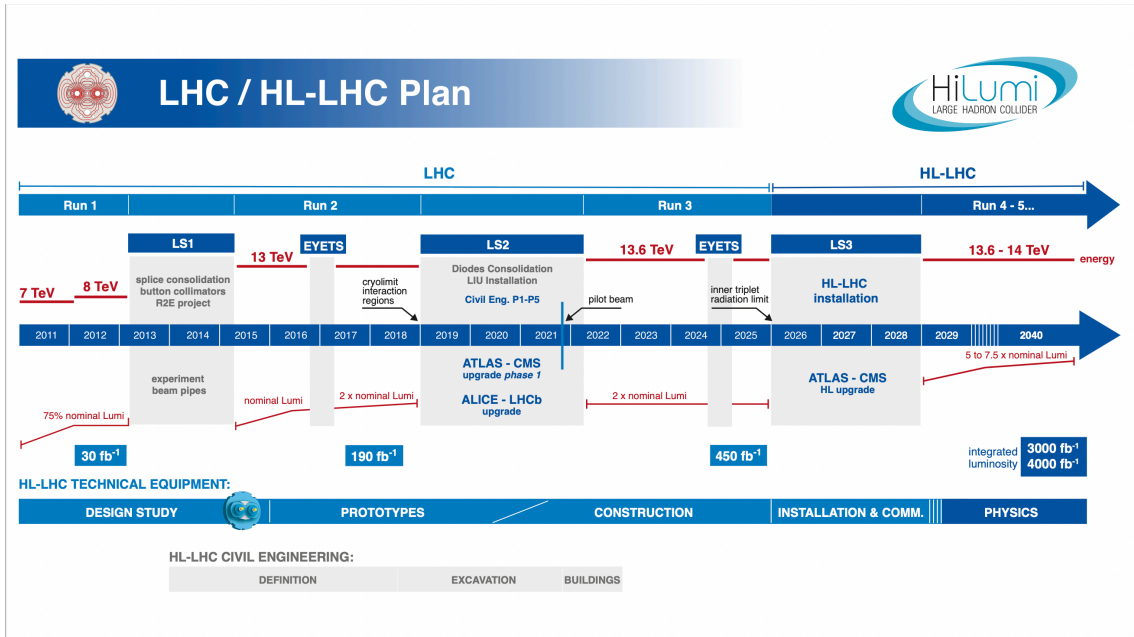 LHC / HL-LHC Plan
HiLumi
LARGE HADRON COLLIDER
LHC
HL-LHC
Run 1
Run 2
Run 3
Run 4 - 5...
LS1
EYETS
LS2
EYETS
LS3
13 TeV
13.6 TeV
13.6 - 14 TeV
energy
7 TeV
8 TeV
splice consolidation
button collimators
R2E project
cryolimit
interaction
regions
Diodes Consolidation
LIU Installation
Civil Eng. P1-P5
pilot beam
inner triplet
radiation limit
HL-LHC
installation
2011
2012
2013
2014
2015
2016
2017
2018
2019
2020
2021
2022
2023
2024
2025
2026
2027
2028
2029
2040
5 to 7.5 x nominal Lumi
experiment
beam pipes
ATLAS - CMS
upgrade phase 1
ALICE - LHCb
upgrade
ATLAS - CMS
HL upgrade
75% nominal Lumi
nominal Lumi
2 x nominal Lumi
2 x nominal Lumi
30 fb⁻¹
190 fb⁻¹
450 fb⁻¹
integrated
luminosity
3000 fb⁻¹
4000 fb⁻¹
HL-LHC TECHNICAL EQUIPMENT:
DESIGN STUDY
PROTOTYPES
CONSTRUCTION
INSTALLATION & COMM.
PHYSICS
HL-LHC CIVIL ENGINEERING:
DEFINITION
EXCAVATION
BUILDINGS